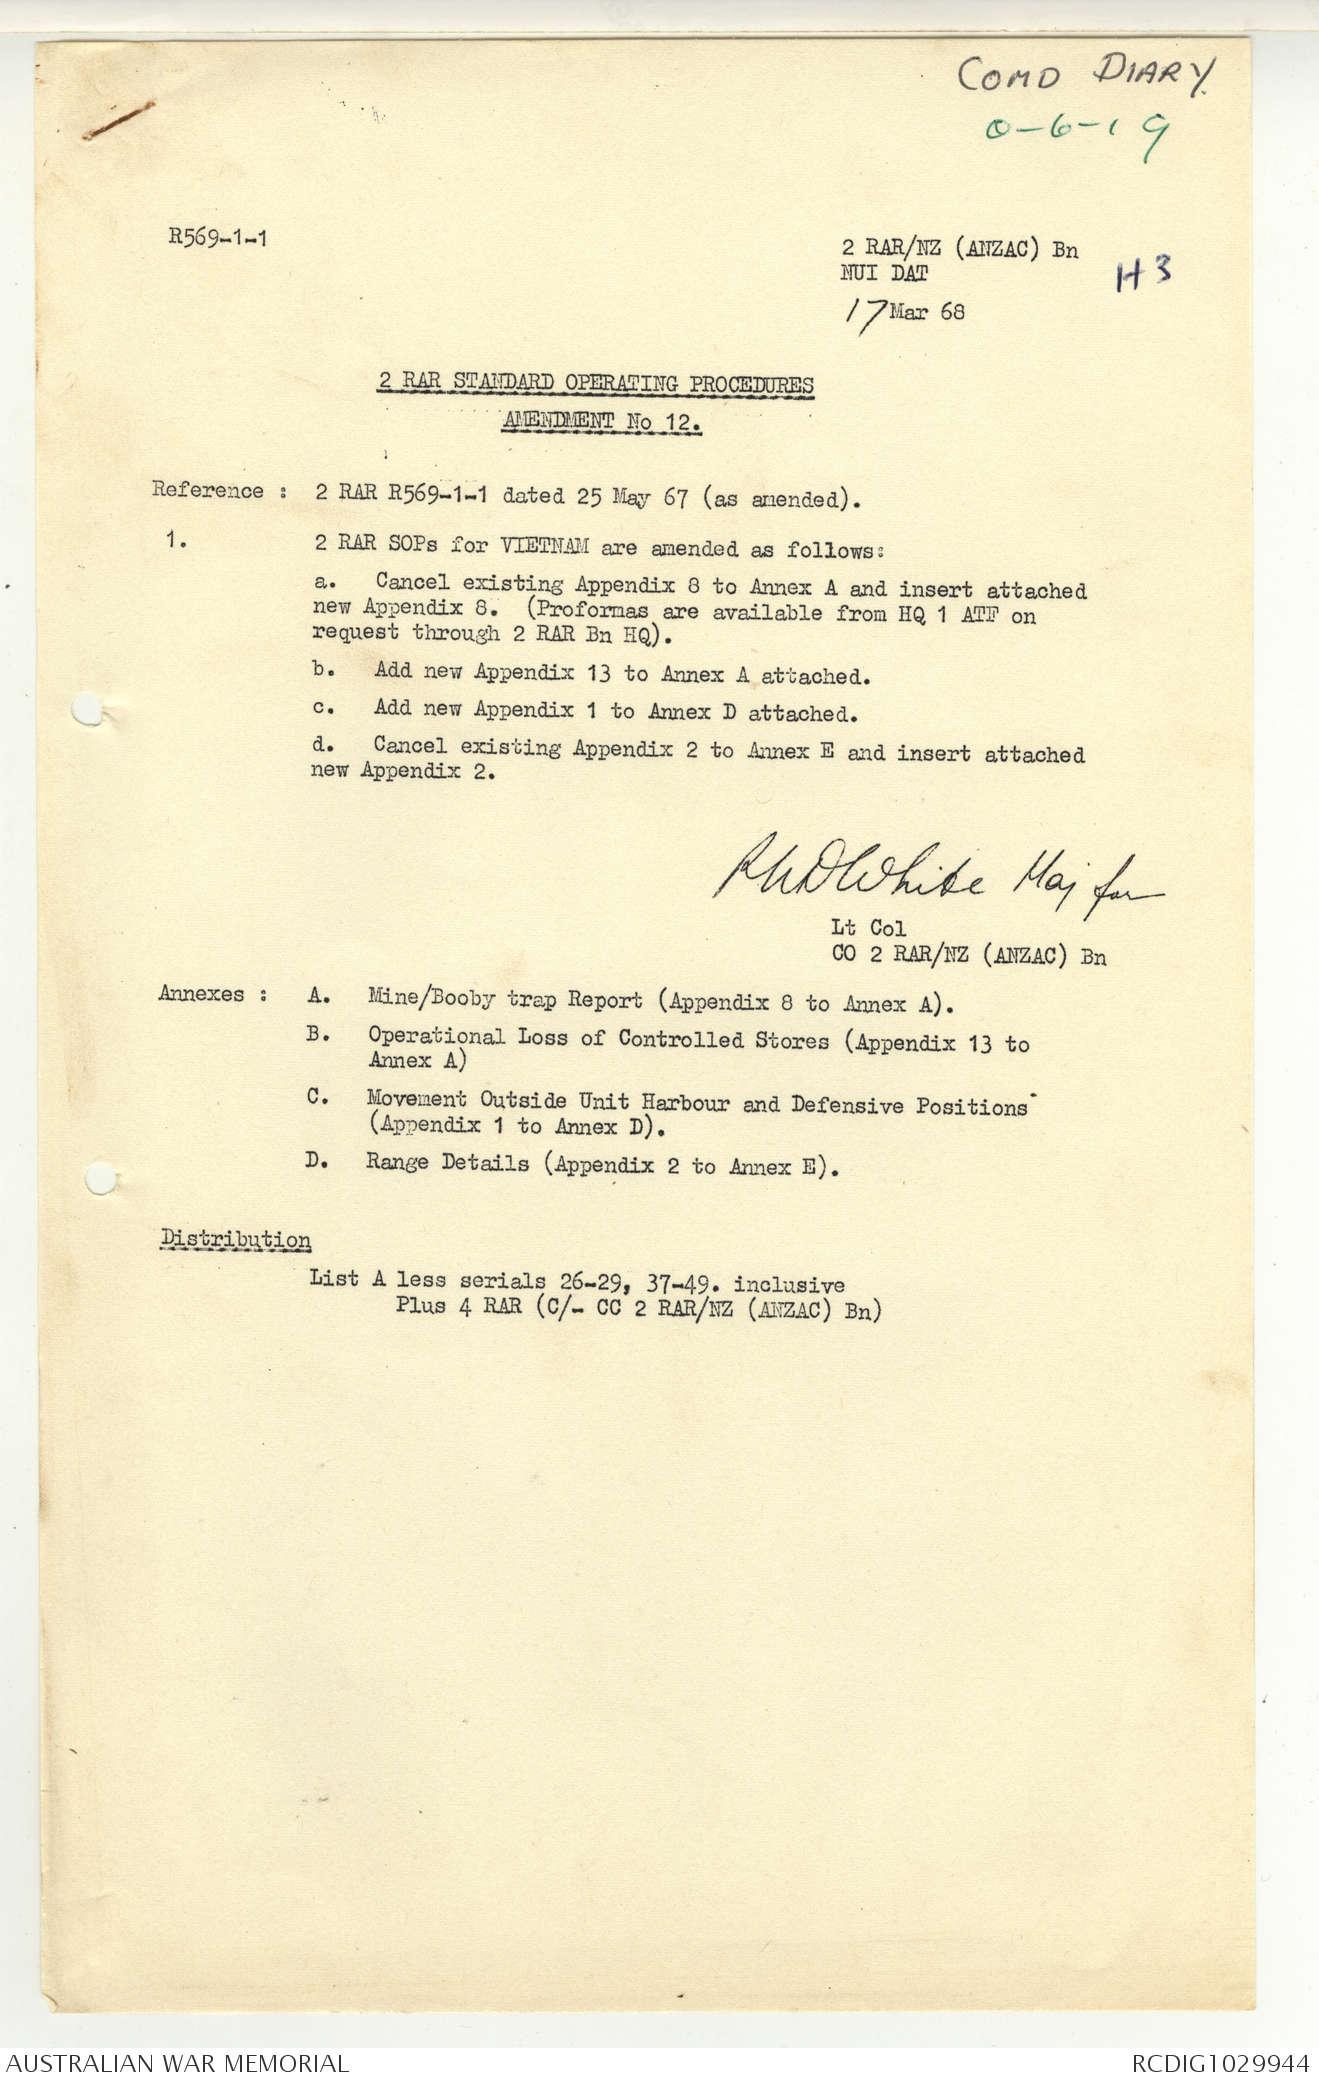 COMD DIARY
0-6-19
R569-1-1
2 RAR/NZ (ANZAC) Bn
NUI DAT
H3
17 Mar 68
2 RAR STANDARD OPERATING PROCEDURES
AMENDMENT No 12.
Reference : 2 RAR R569-1-1 dated 25 May 67 (as amended).
1. 2 RAR SOPs for VIETNAM are amended as follows:
a. Cancel existing Appendix 8 to Annex A and insert attached
new Appendix 8. (Proformas are available from HQ 1 ATF on
request through 2 RAR Bn HQ).
b. Add new Appendix 13 to Annex A attached.
c. Add new Appendix 1 to Annex D attached.
d. Cancel existing Appendix 2 to Annex E and insert attached
new Appendix 2.
White Maj for
Lt Col
CO 2 RAR/NZ (ANZAC) Bn
Annexes : A. Mine/Booby trap Report (Appendix 8 to Annex A).
B. Operational Loss of Controlled Stores (Appendix 13 to
Annex A)
C. Movement Outside Unit Harbour and Defensive Positions
(Appendix 1 to Annex D).
D. Range Details (Appendix 2 to Annex E).
Distribution
List A less serials 26-29, 37-49. inclusive
Plus 4 RAR (C/- CC 2 RAR/NZ (ANZAC) Bn)
AUSTRALIAN WAR MEMORIAL
RCDIG1029944